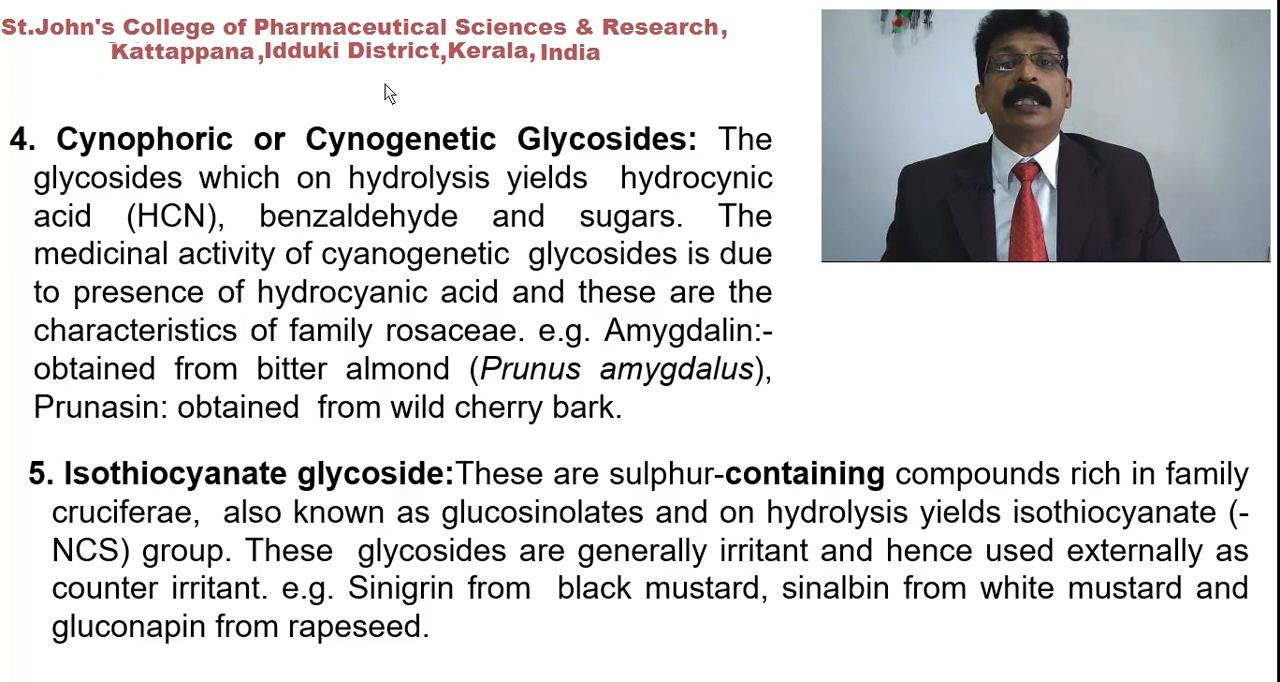 St.John's College of Pharmaceutical Sciences & Research,
Kattappana,Idduki District,Kerala, India
4. Cynophoric or Cynogenetic Glycosides: The
glycosides which on hydrolysis yields hydrocynic
acid (HCN), benzaldehyde and sugars. The
medicinal activity of cyanogenetic glycosides is due
to presence of hydrocyanic acid and these are the
characteristics of family rosaceae. e.g. Amygdalin:-
obtained from bitter almond (Prunus amygdalus),
Prunasin: obtained from wild cherry bark.
5. Isothiocyanate glycoside:These are sulphur-containing compounds rich in family
cruciferae, also known as glucosinolates and on hydrolysis yields isothiocyanate (-
NCS) group. These glycosides are generally irritant and hence used externally as
counter irritant. e.g. Sinigrin from black mustard, sinalbin from white mustard and
gluconapin from rapeseed.